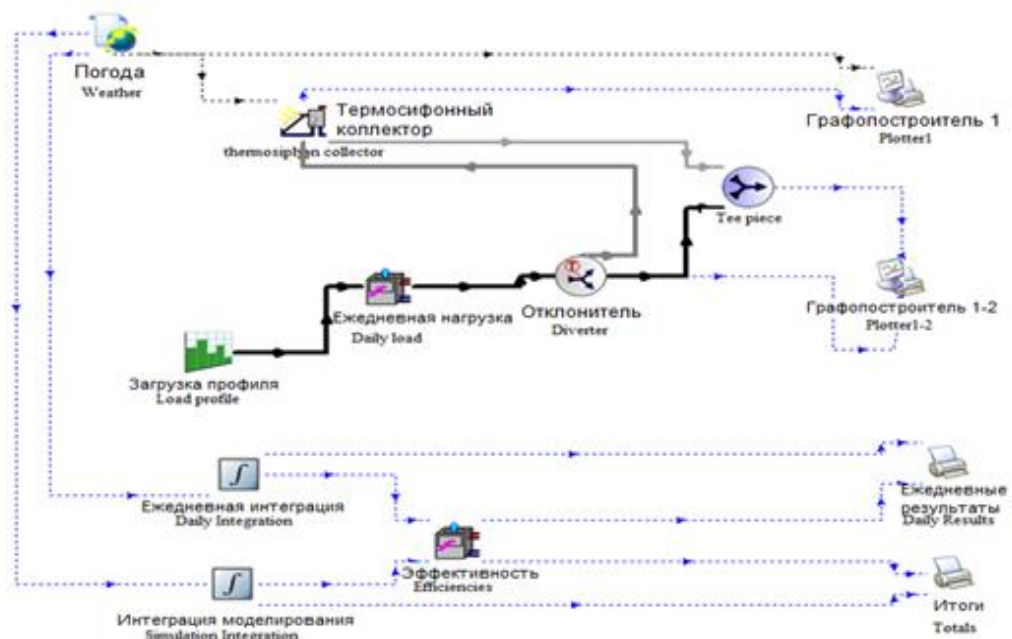 Погода
Weather
Термосифонный
коллектор
thermosiphon collector
Графопостроитель 1
Plotter1
Tee piece
Графопостроитель 1-2
Plotter1-2
Ежедневная нагрузка
Daily load
Отклонитель
Diverter
Загрузка профиля
Load profile
Ежедневная интеграция
Daily Integration
Ежедневные
результаты
Daily Results
Эффективность
Efficiencies
Интеграция моделирования
Simulation Integration
Итоги
Totals